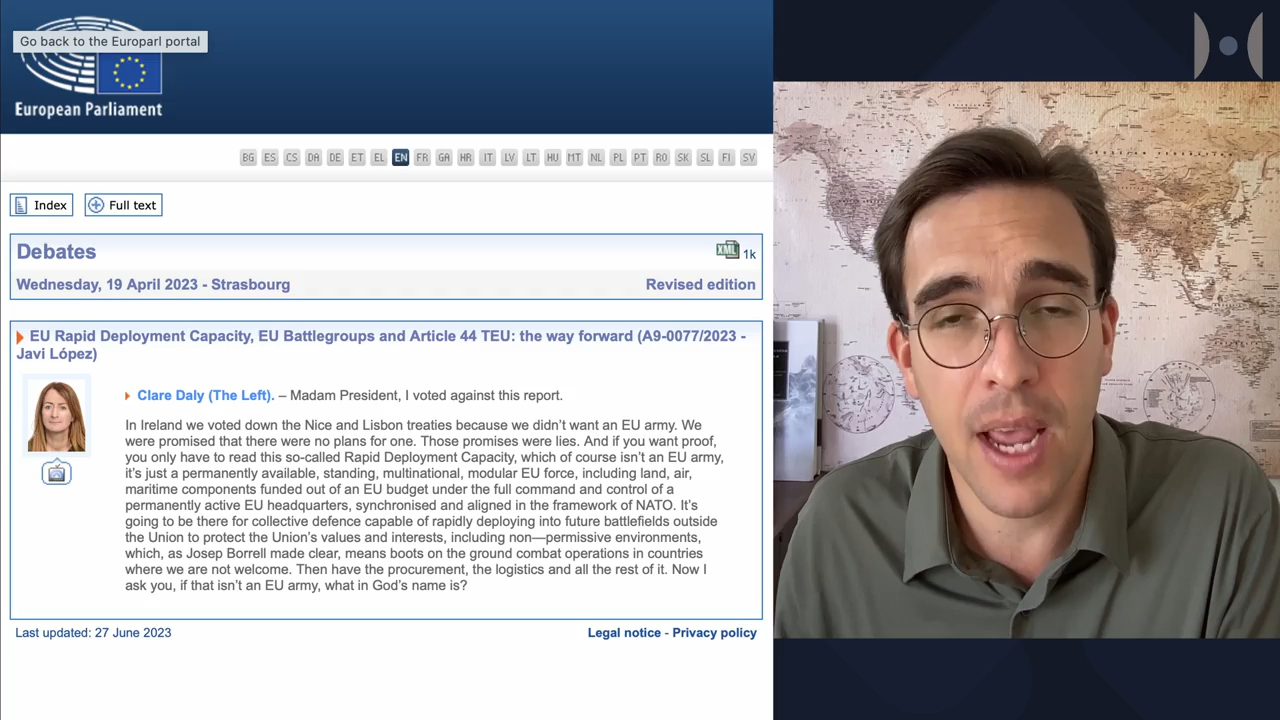 Go back to the Europarl portal
European Parliament
BG ES CS DA DE ET EL EN FR GA HR IT LV LT HU MT NL PL PT RO SK SL FI SV
Index Full text
Debates XML 1k
Wednesday, 19 April 2023 - Strasbourg Revised edition
EU Rapid Deployment Capacity, EU Battlegroups and Article 44 TEU: the way forward (A9-0077/2023 -
Javi López)
Clare Daly (The Left). – Madam President, I voted against this report.
In Ireland we voted down the Nice and Lisbon treaties because we didn’t want an EU army. We
were promised that there were no plans for one. Those promises were lies. And if you want proof,
you only have to read this so-called Rapid Deployment Capacity, which of course isn’t an EU army,
it’s just a permanently available, standing, multinational, modular EU force, including land, air,
maritime components funded out of an EU budget under the full command and control of a
permanently active EU headquarters, synchronised and aligned in the framework of NATO. It’s
going to be there for collective defence capable of rapidly deploying into future battlefields outside
the Union to protect the Union’s values and interests, including non—permissive environments,
which, as Josep Borrell made clear, means boots on the ground combat operations in countries
where we are not welcome. Then have the procurement, the logistics and all the rest of it. Now I
ask you, if that isn’t an EU army, what in God’s name is?
Last updated: 27 June 2023 Legal notice - Privacy policy